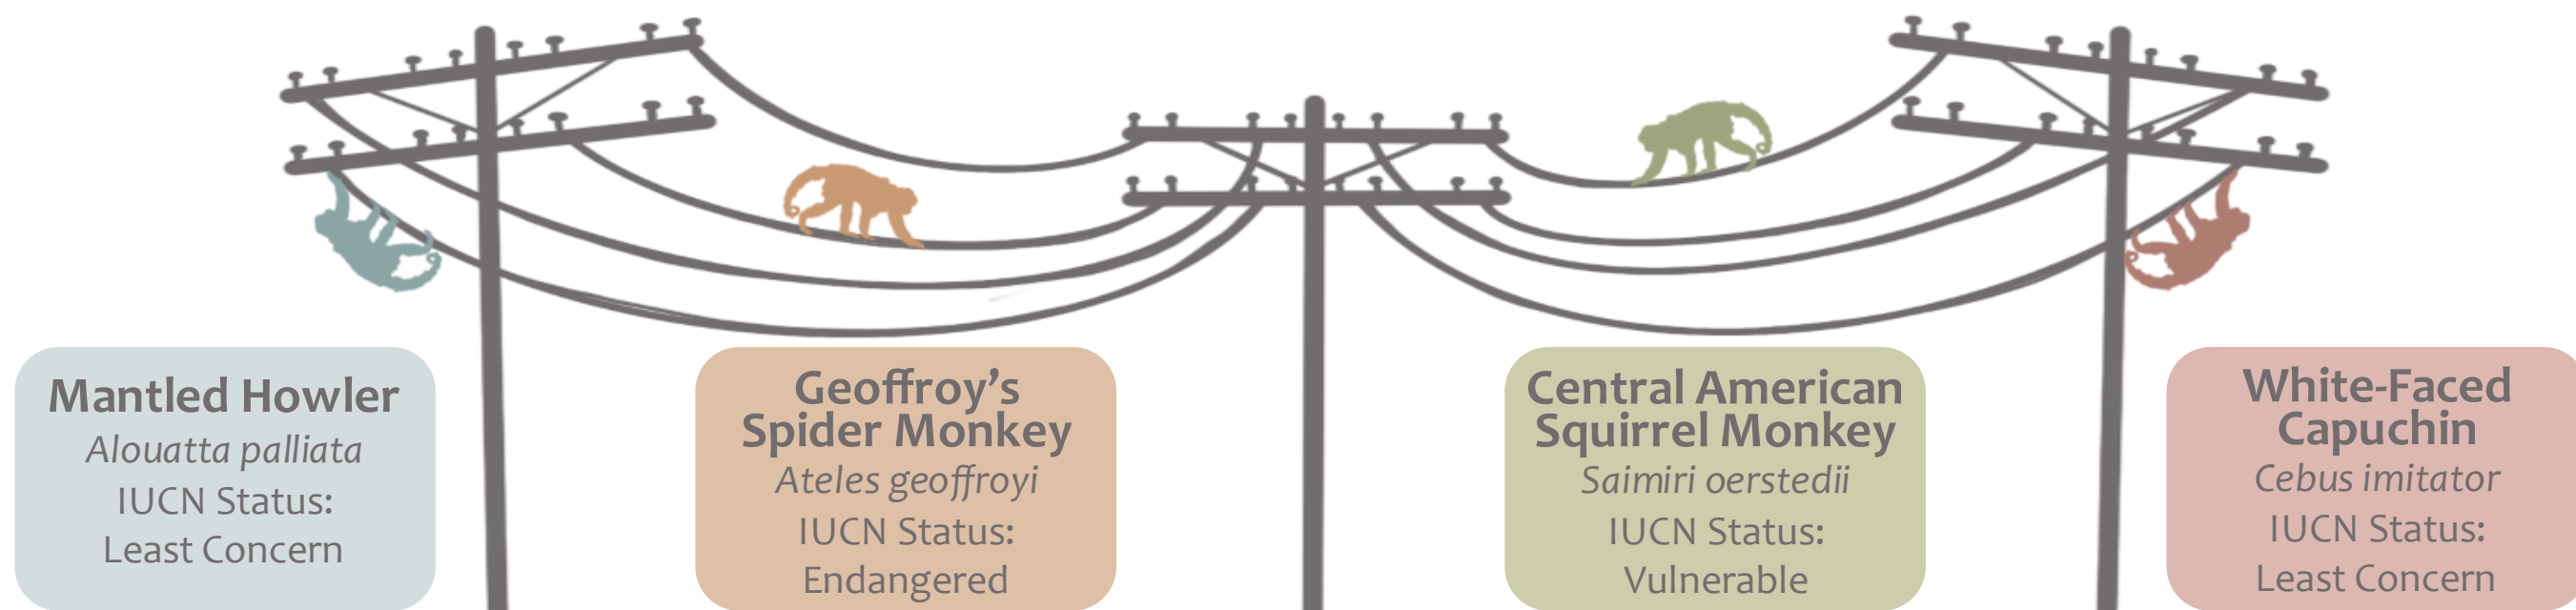 Mantled Howler
Alouatta palliata
IUCN Status:
Least Concern
Geoffroy’s
Spider Monkey
Ateles geoffroyi
IUCN Status:
Endangered
Central American
Squirrel Monkey
Saimiri oerstedii
IUCN Status:
Vulnerable
White-Faced
Capuchin
Cebus imitator
IUCN Status:
Least Concern